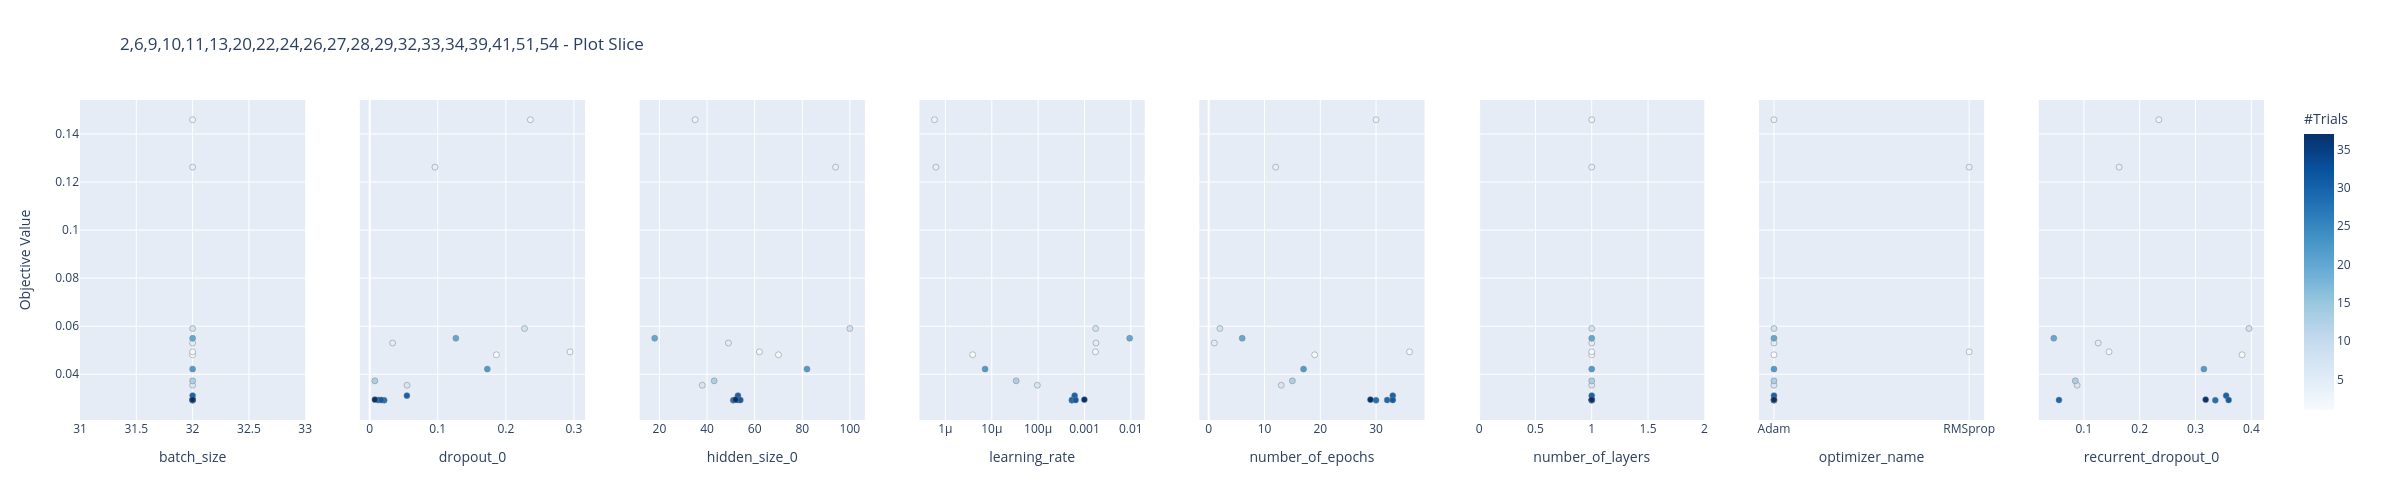 2,6,9,10,11,13,20,22,24,26,27,28,29,32,33,34,39,41,51,54 - Plot Slice
Objective Value
0.14
0.12
0.1
0.08
0.06
0.04
31 31.5 32 32.5 33
batch_size
0 0.1 0.2 0.3
dropout_0
20 40 60 80 100
hidden_size_0
1μ 10μ 100μ 0.001 0.01
learning_rate
0 10 20 30
number_of_epochs
0 0.5 1 1.5 2
number_of_layers
Adam RMSprop
optimizer_name
0.1 0.2 0.3 0.4
recurrent_dropout_0
#Trials
35
30
25
20
15
10
5